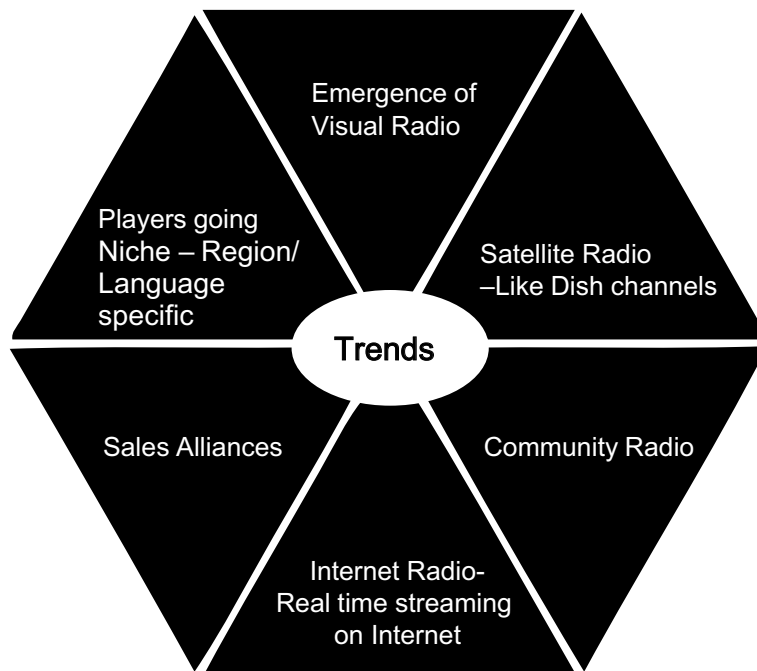 Emergence of
Visual Radio
Players going
Niche – Region/
Language
specific
Satellite Radio
–Like Dish channels
Trends
Sales Alliances
Community Radio
Internet Radio-
Real time streaming
on Internet